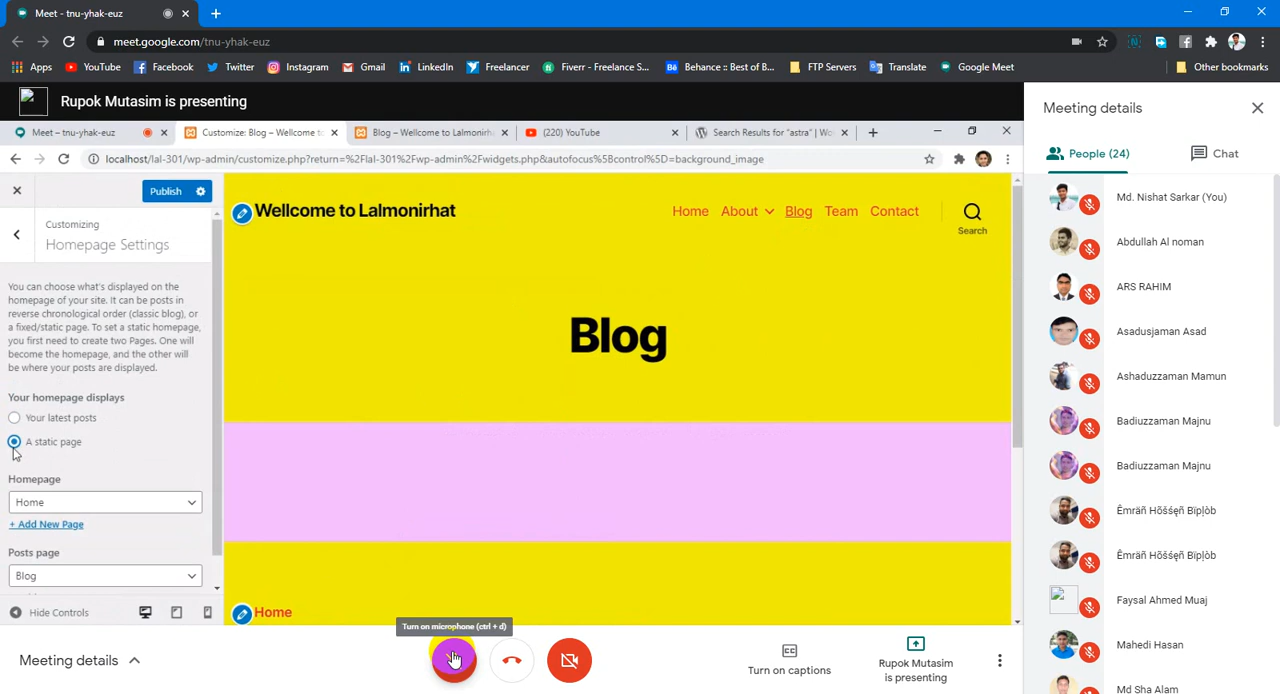 Meet - tnu-yhak-euz
meet.google.com/tnu-yhak-euz
Apps YouTube Facebook Twitter Instagram Gmail LinkedIn Freelancer Fiverr - Freelance S... Behance :: Best of B... FTP Servers Translate Google Meet Other bookmarks
Rupok Mutasim is presenting
Meet – tnu-yhak-euz Customize: Blog – Wellcome to Blog – Wellcome to Lalmonirhat (220) YouTube Search Results for "astra" | Wo
localhost/lal-301/wp-admin/customize.php?return=%2Flal-301%2Fwp-admin%2Fwidgets.php&autofocus%5Bcontrol%5D=background_image
Publish
Customizing
Homepage Settings
You can choose what's displayed on the
homepage of your site. It can be posts in
reverse chronological order (classic blog), or
a fixed/static page. To set a static homepage,
you first need to create two Pages. One will
become the homepage, and the other will
be where your posts are displayed.
Your homepage displays
Your latest posts
A static page
Homepage
Home
+ Add New Page
Posts page
Blog
Hide Controls
Wellcome to Lalmonirhat
Home About Blog Team Contact
Search
Blog
Home
Turn on microphone (ctrl + d)
Meeting details
Turn on captions
Rupok Mutasim
is presenting
Meeting details
People (24) Chat
Md. Nishat Sarkar (You)
Abdullah Al noman
ARS RAHIM
Asadusjaman Asad
Ashaduzzaman Mamun
Badiuzzaman Majnu
Badiuzzaman Majnu
Êmräñ Hôšśęñ Bïpļòb
Êmräñ Hôšśęñ Bïpļòb
Faysal Ahmed Muaj
Mahedi Hasan
Md Sha Alam